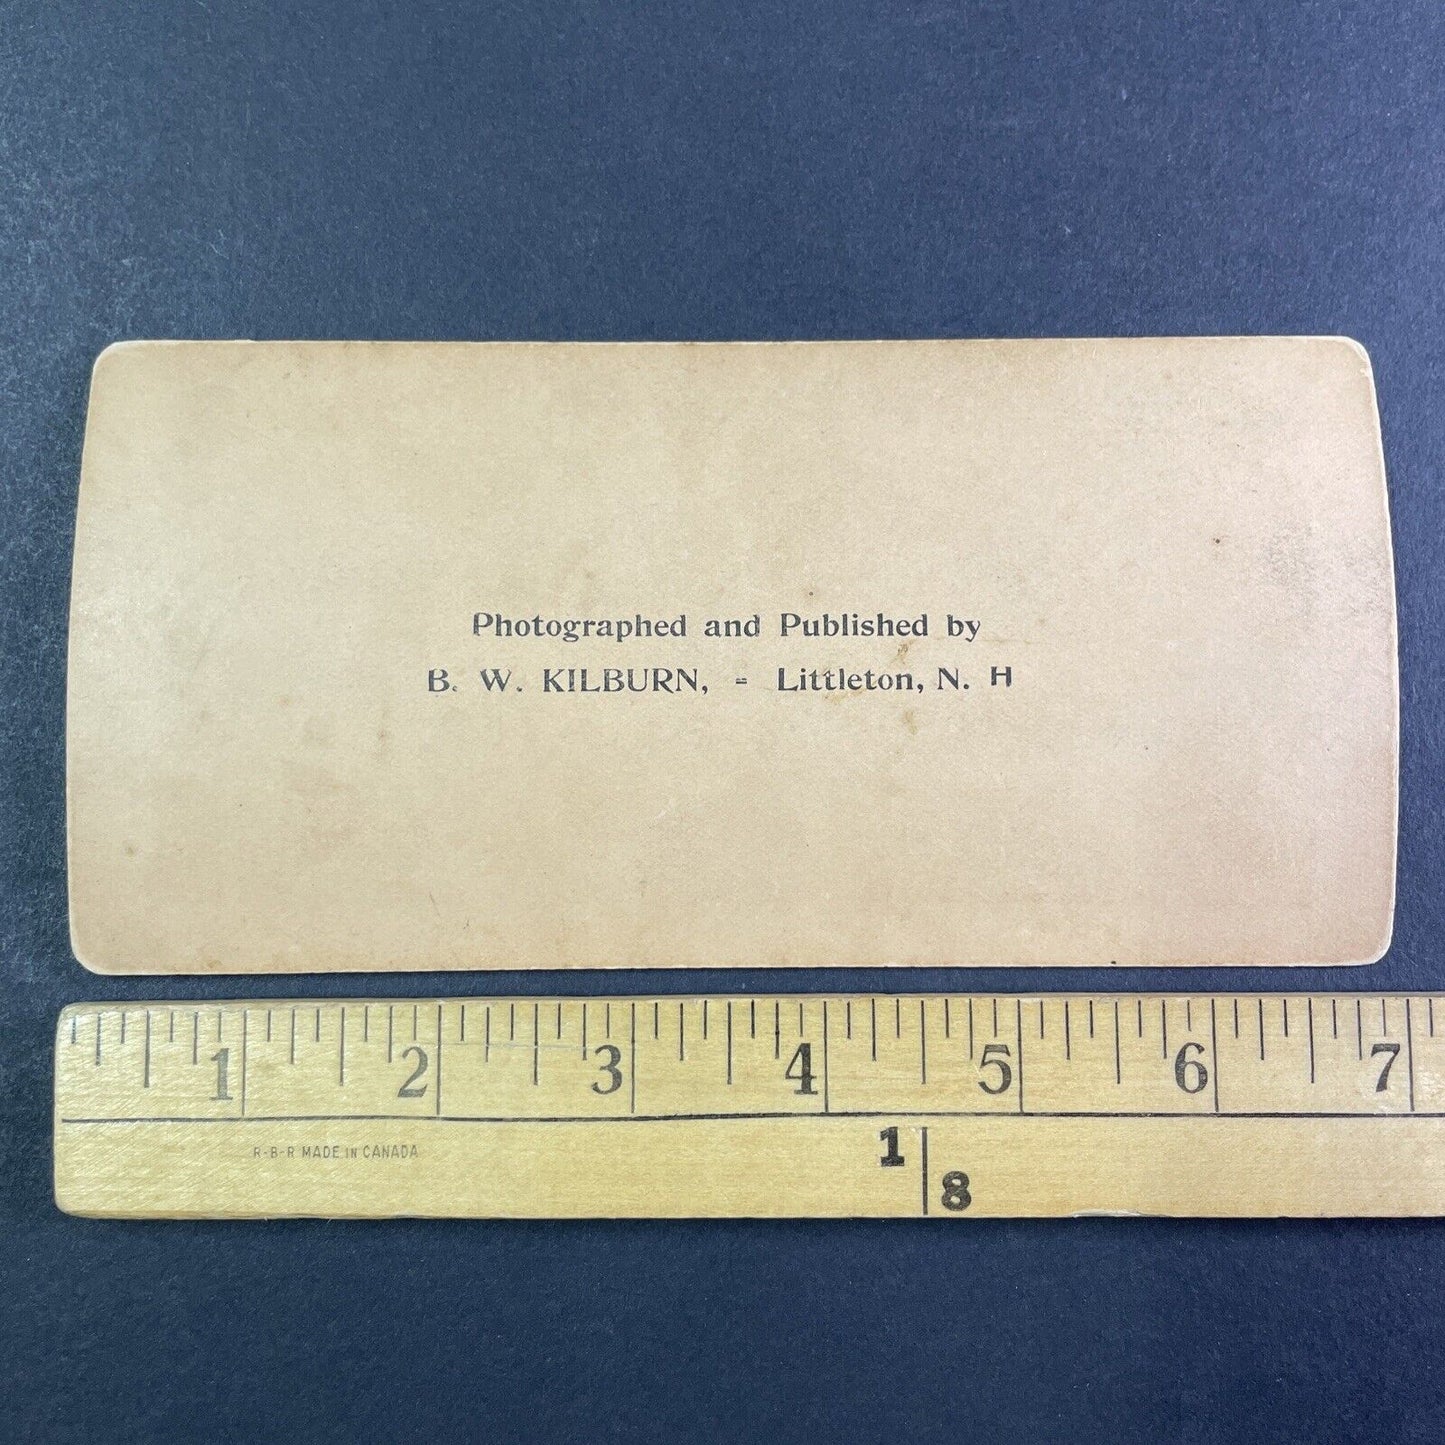 Photographed and Published by
B. W. KILBURN, = Littleton, N. H
1 2 3 4 5 6 7
R-B-R MADE IN CANADA
1
8